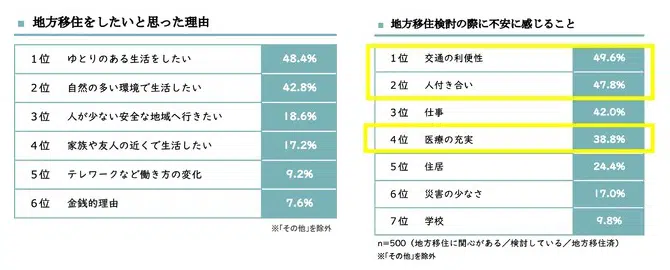 地方移住をしたいと思った理由
1位 ゆとりのある生活をしたい 48.4%
2位 自然の多い環境で生活したい 42.8%
3位 人が少ない安全な地域へ行きたい 18.6%
4位 家族や友人の近くで生活したい 17.2%
5位 テレワークなど働き方の変化 9.2%
6位 金銭的理由 7.6%
※「その他」を除外
地方移住検討の際に不安に感じること
1位 交通の利便性 49.6%
2位 人付き合い 47.8%
3位 仕事 42.0%
4位 医療の充実 38.8%
5位 住居 24.4%
6位 災害の少なさ 17.0%
7位 学校 9.8%
n=500（地方移住に関心がある／検討している／地方移住済）
※「その他」を除外